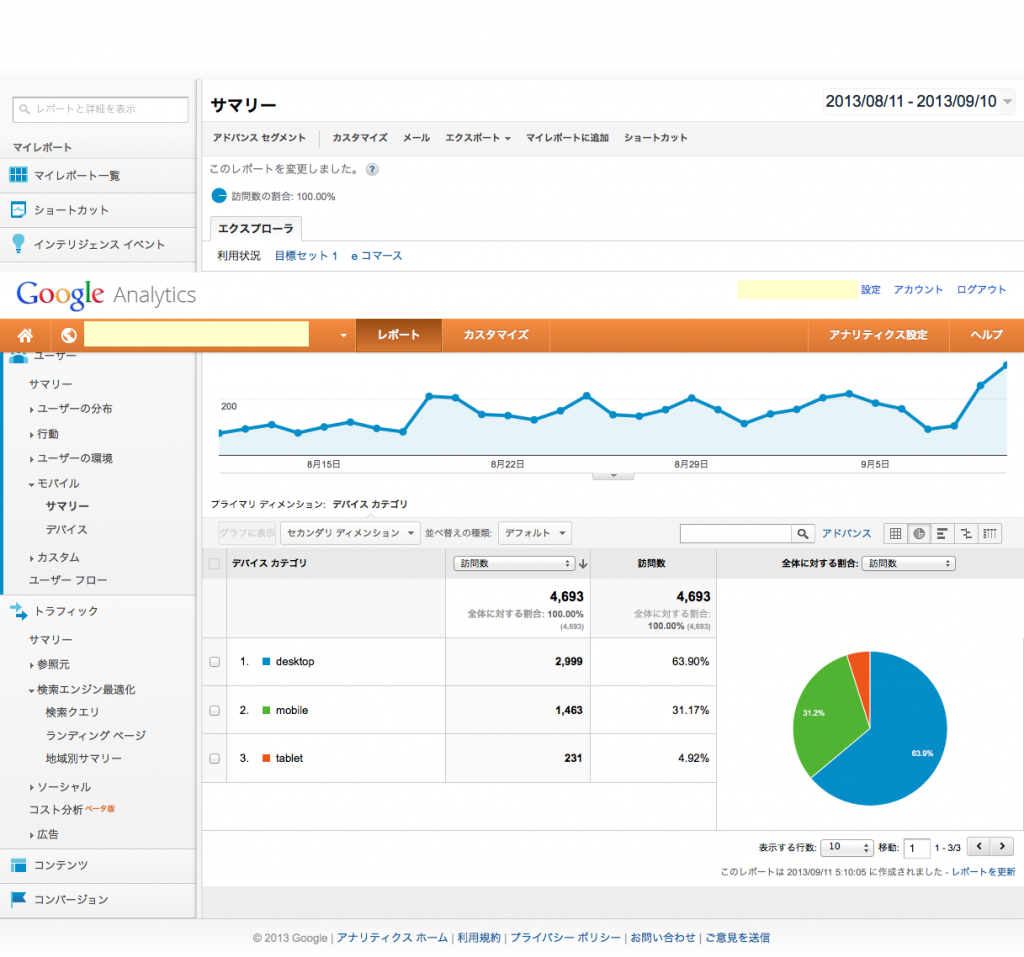 レポートと詳細を表示
マイレポート
マイレポート一覧
ショートカット
インテリジェンス イベント
サマリー
2013/08/11 - 2013/09/10
アドバンス セグメント
カスタマイズ
メール
エクスポート
マイレポートに追加
ショートカット
このレポートを変更しました。 ?
訪問数の割合: 100.00%
エクスプローラ
利用状況 目標セット 1 e コマース
Google Analytics
設定 アカウント ログアウト
レポート カスタマイズ アナリティクス設定 ヘルプ
ユーザー
サマリー
ユーザーの分布
行動
ユーザーの環境
モバイル
サマリー
デバイス
カスタム
ユーザー フロー
トラフィック
サマリー
参照元
検索エンジン最適化
検索クエリ
ランディング ページ
地域別サマリー
ソーシャル
コスト分析 ベータ版
広告
コンテンツ
コンバージョン
200
8月15日 8月22日 8月29日 9月5日
プライマリ ディメンション: デバイス カテゴリ
グラフに表示 セカンダリ ディメンション 並べ替えの種類: デフォルト アドバンス
デバイス カテゴリ 訪問数 訪問数 全体に対する割合: 訪問数
4,693 4,693
全体に対する割合: 100.00% 全体に対する割合:
(4,693) 100.00% (4,693)
1. desktop 2,999 63.90%
2. mobile 1,463 31.17%
3. tablet 231 4.92%
31.2%
63.9%
表示する行数: 10 移動: 1 1 - 3/3
このレポートは 2013/09/11 5:10:05 に作成されました - レポートを更新
© 2013 Google | アナリティクス ホーム | 利用規約 | プライバシー ポリシー | お問い合わせ | ご意見を送信